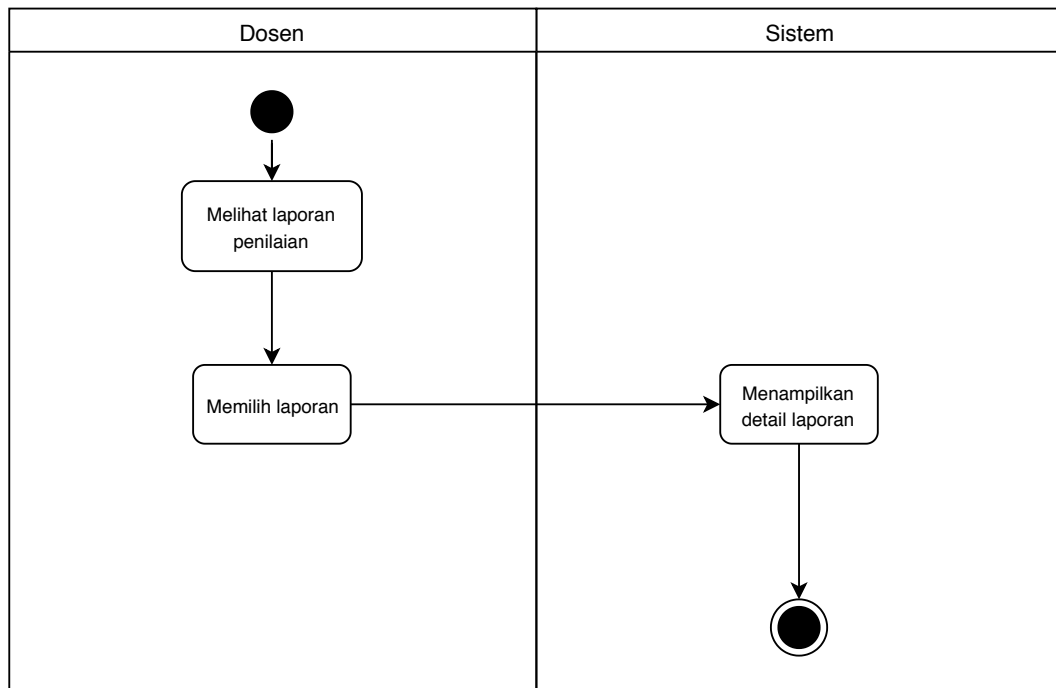 Dosen
Sistem
Melihat laporan
penilaian
Memilih laporan
Menampilkan
detail laporan